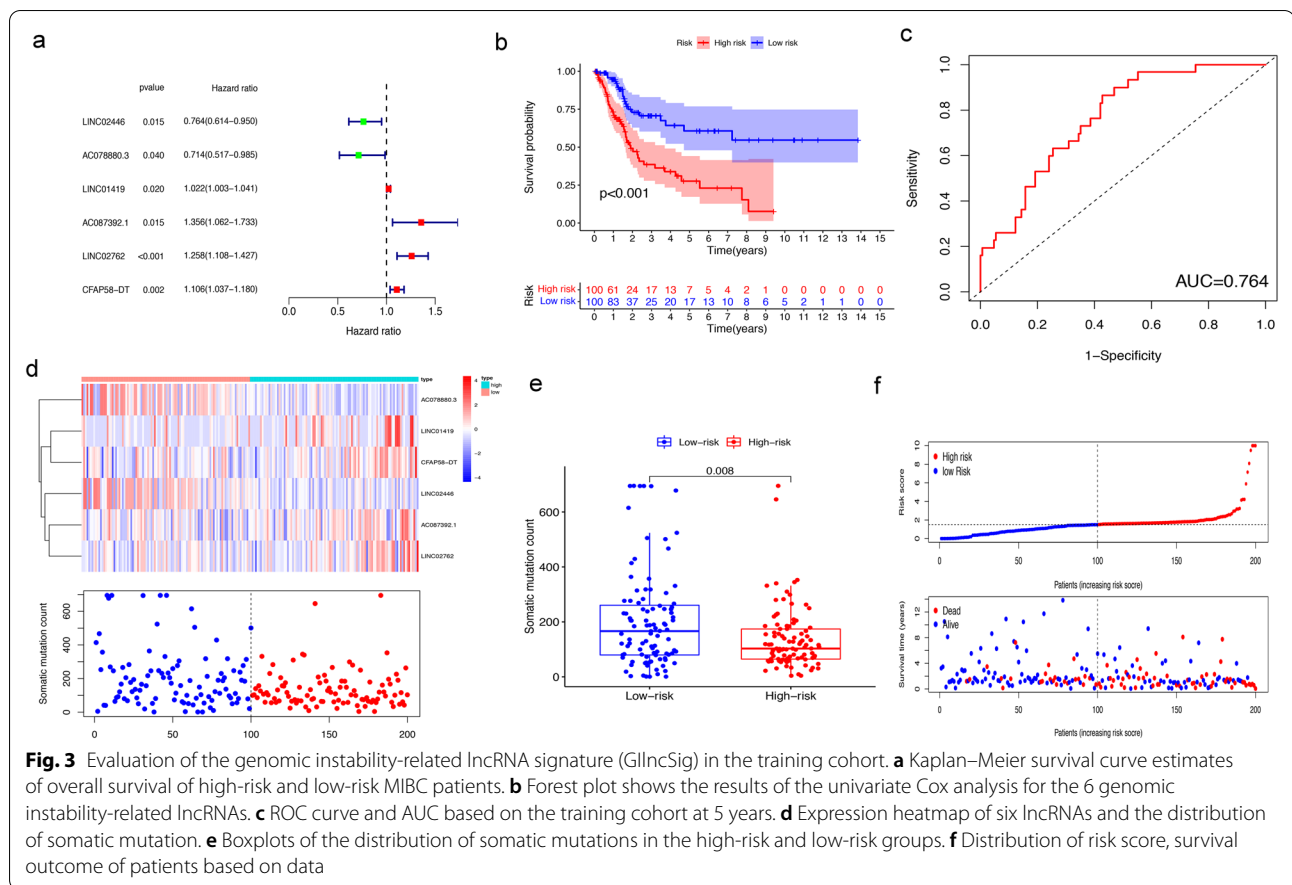 a
pvalue Hazard ratio
LINC02446 0.015 0.764(0.614−0.950)
AC078880.3 0.040 0.714(0.517−0.985)
LINC01419 0.020 1.022(1.003−1.041)
AC087392.1 0.015 1.356(1.062−1.733)
LINC02762 <0.001 1.258(1.108−1.427)
CFAP58−DT 0.002 1.106(1.037−1.180)
0.0 0.5 1.0 1.5
Hazard ratio
b
Risk High risk Low risk
1.00
0.75
0.50
0.25
0.00
Survival probability
p<0.001
0 1 2 3 4 5 6 7 8 9 10 11 12 13 14 15
Time(years)
Risk
High risk 100 61 24 17 13 7 5 4 2 1 0 0 0 0 0 0
Low risk 100 83 37 25 20 17 13 10 8 6 5 2 1 1 0 0
0 1 2 3 4 5 6 7 8 9 10 11 12 13 14 15
Time(years)
c
1.0
0.8
0.6
0.4
0.2
0.0
Sensitivity
AUC=0.764
0.0 0.2 0.4 0.6 0.8 1.0
1−Specificity
d
type
AC078880.3
LINC01419
CFAP58−DT
LINC02446
AC087392.1
LINC02762
4
2
0
−2
−4
type
high
low
600
400
200
0
Somatic mutation count
0 50 100 150 200
e
Low−risk High−risk
0.008
600
400
200
0
Somatic mutation count
Low−risk High−risk
f
High risk
low Risk
10
8
6
4
2
0
Risk score
0 50 100 150 200
Patients (increasing risk socre)
Dead
Alive
12
8
6
4
2
0
Survival time (years)
0 50 100 150 200
Patients (increasing risk socre)
Fig. 3 Evaluation of the genomic instability-related lncRNA signature (GIlncSig) in the training cohort. a Kaplan–Meier survival curve estimates
of overall survival of high-risk and low-risk MIBC patients. b Forest plot shows the results of the univariate Cox analysis for the 6 genomic
instability-related lncRNAs. c ROC curve and AUC based on the training cohort at 5 years. d Expression heatmap of six lncRNAs and the distribution
of somatic mutation. e Boxplots of the distribution of somatic mutations in the high-risk and low-risk groups. f Distribution of risk score, survival
outcome of patients based on data